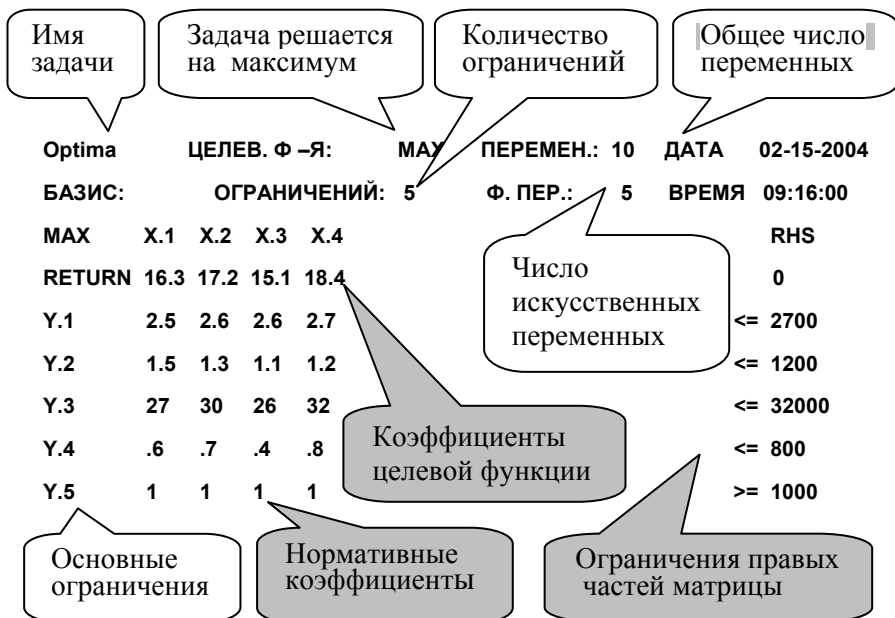 Имя
задачи
Задача решается
на максимум
Количество
ограничений
Общее число
переменных
Optima ЦЕЛЕВ. Ф –Я: МАХ ПЕРЕМЕН.: 10 ДАТА 02-15-2004
БАЗИС: ОГРАНИЧЕНИЙ: 5 Ф. ПЕР.: 5 ВРЕМЯ 09:16:00
MAX X.1 X.2 X.3 X.4 RHS
RETURN 16.3 17.2 15.1 18.4 0
Число
искусственных
переменных
Y.1 2.5 2.6 2.6 2.7 <= 2700
Y.2 1.5 1.3 1.1 1.2 <= 1200
Y.3 27 30 26 32 <= 32000
Y.4 .6 .7 .4 .8 <= 800
Y.5 1 1 1 1 >= 1000
Коэффициенты
целевой функции
Основные
ограничения
Нормативные
коэффициенты
Ограничения правых
частей матрицы